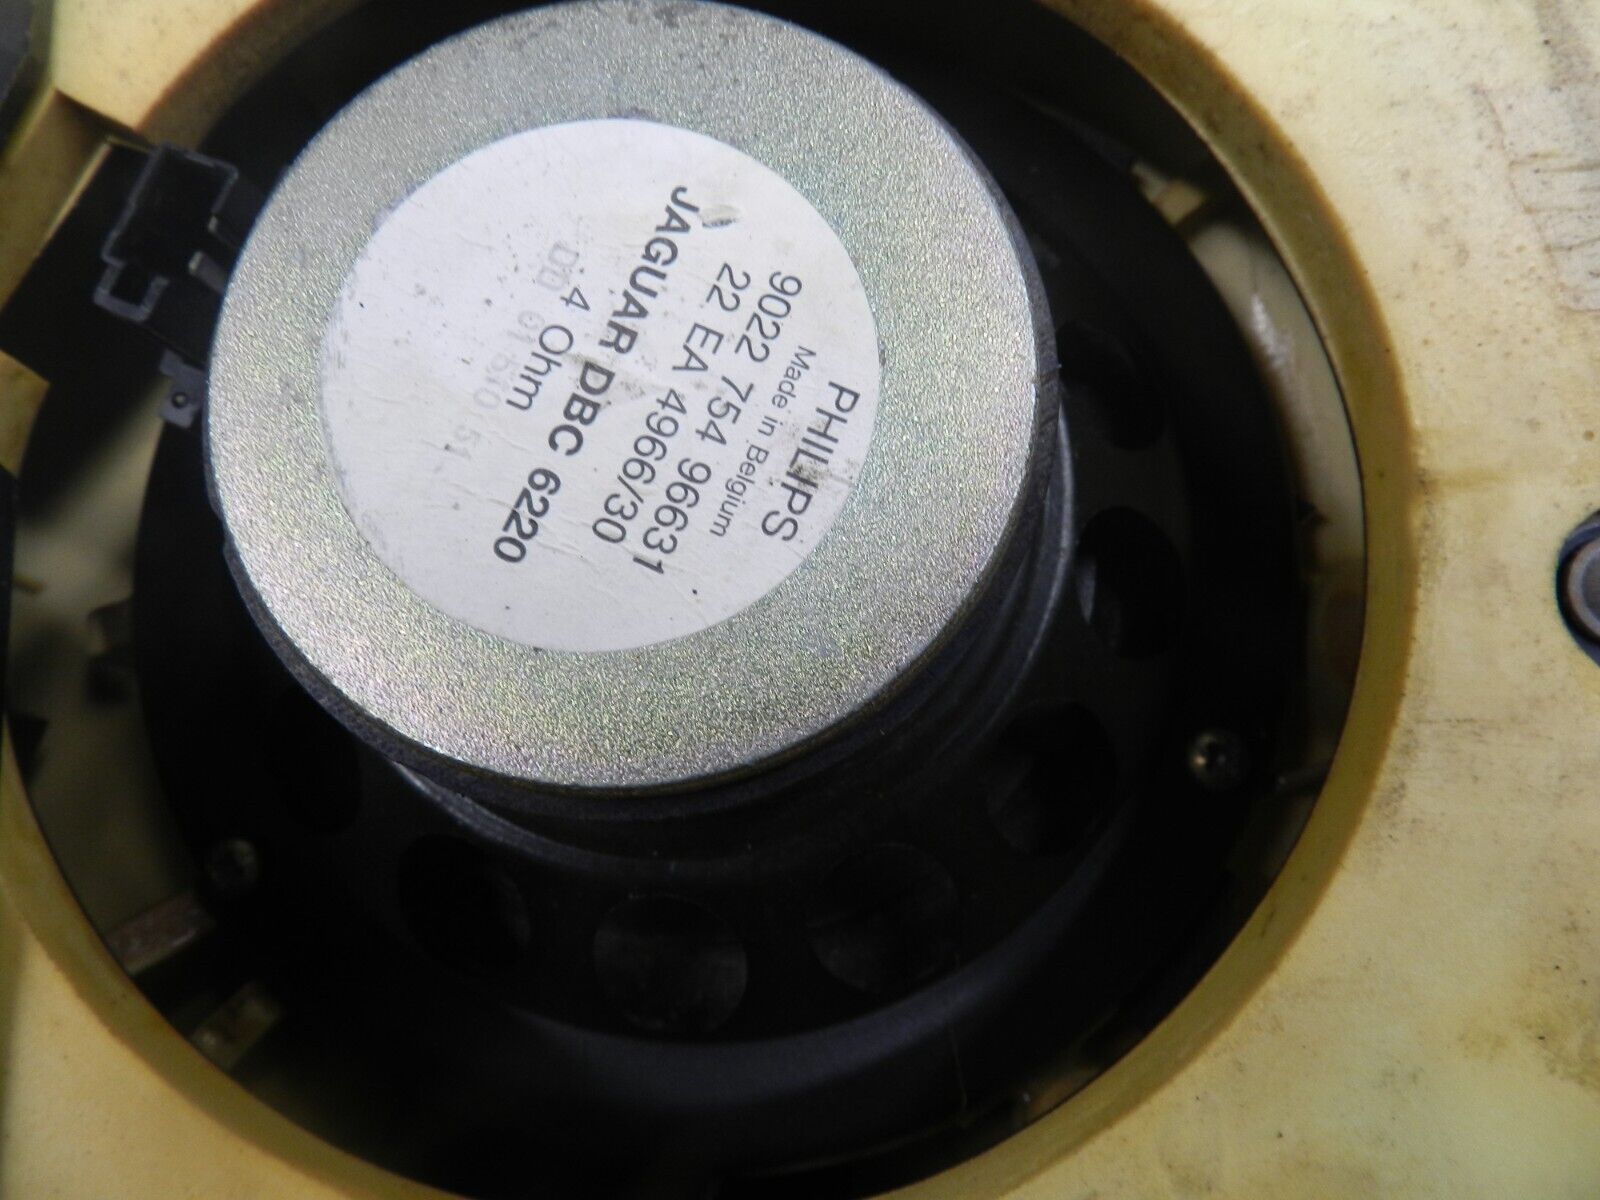 PHILIPS
Made in Belgium
9022 754 96631
22 EA 4966/30
JAGUAR DBC 6220
4 Ohm